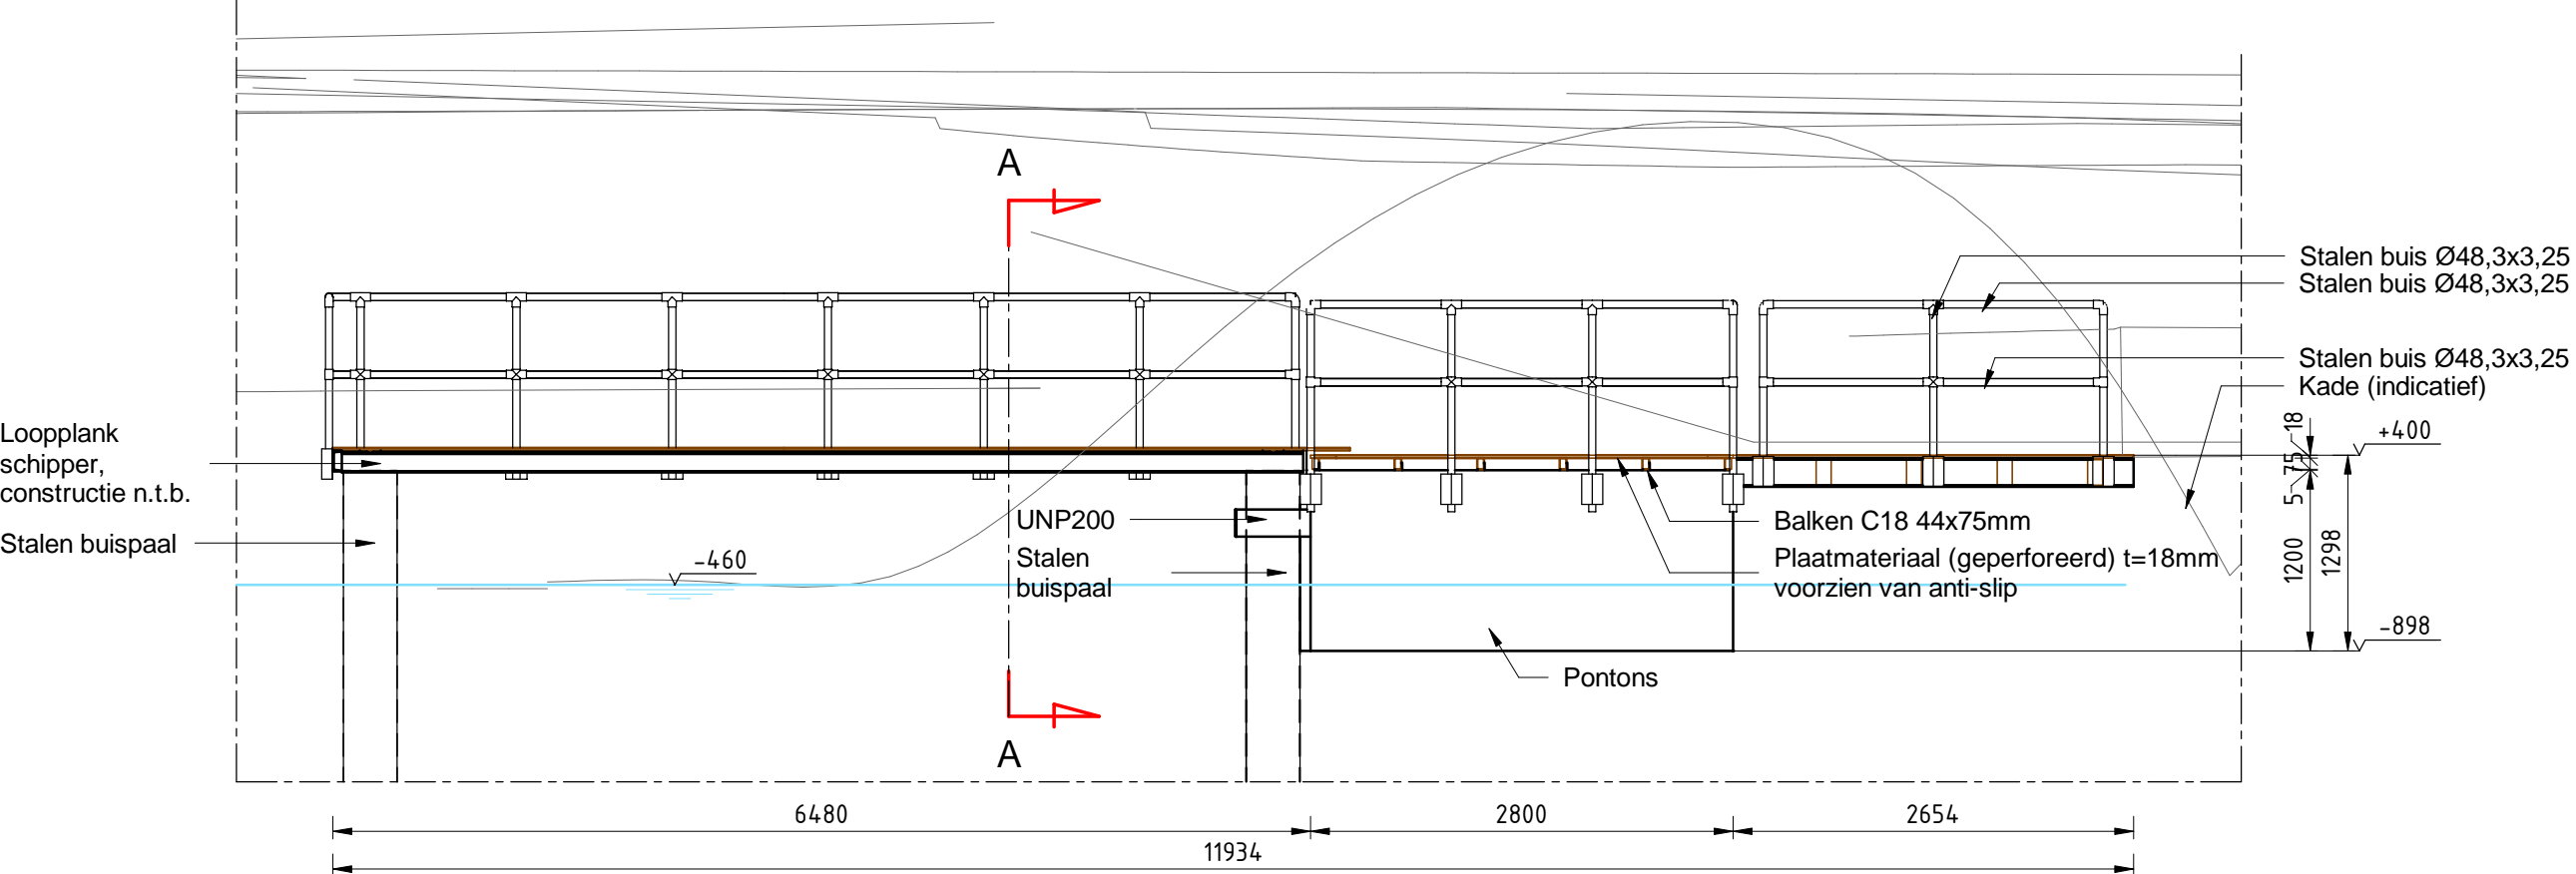 A
Stalen buis Ø48,3x3,25
Stalen buis Ø48,3x3,25
Stalen buis Ø48,3x3,25
Kade (indicatief)
Loopplank
schipper,
constructie n.t.b.
Stalen buispaal
-460
UNP200
Stalen
buispaal
Balken C18 44x75mm
Plaatmateriaal (geperforeerd) t=18mm
voorzien van anti-slip
Pontons
+400
18
75
5
1200
1298
-898
A
6480
2800
2654
11934